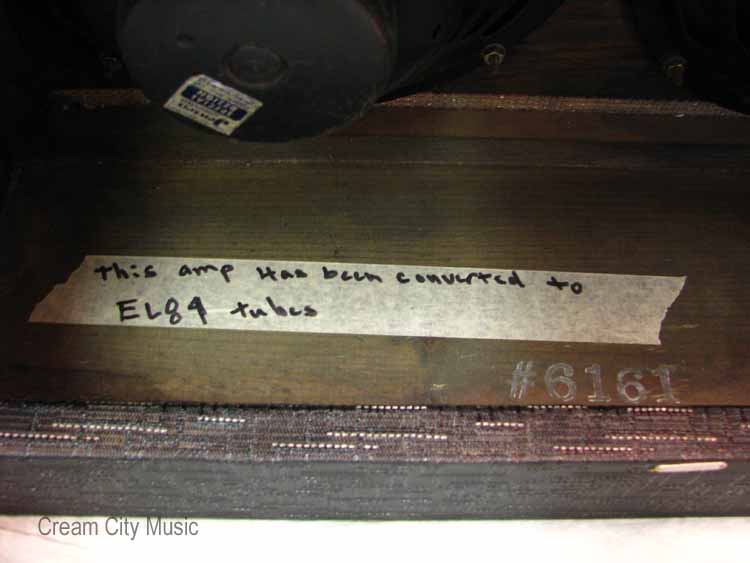 This amp Has been converted to
EL84 tubes
#6161
Cream City Music